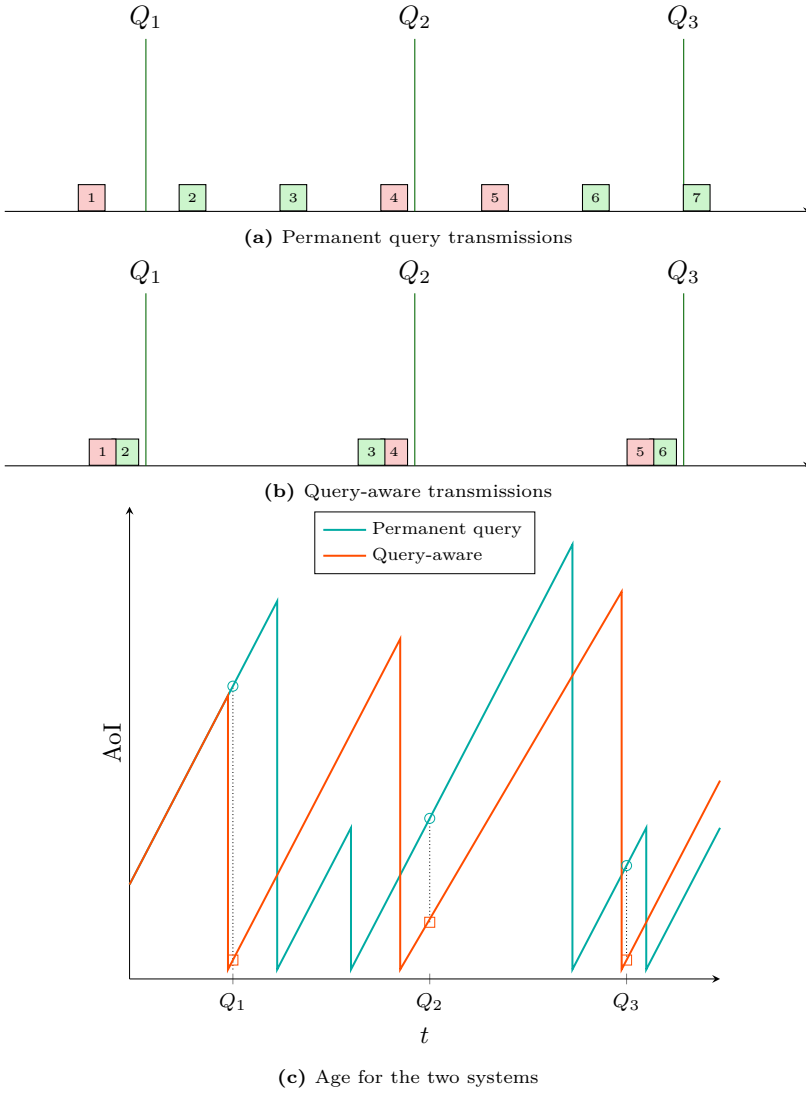 Q1 Q2 Q3
1 2 3 4 5 6 7
(a) Permanent query transmissions
Q1 Q2 Q3
1 2 3 4 5 6
(b) Query-aware transmissions
Permanent query
Query-aware
AoI
Q1 Q2 Q3
t
(c) Age for the two systems